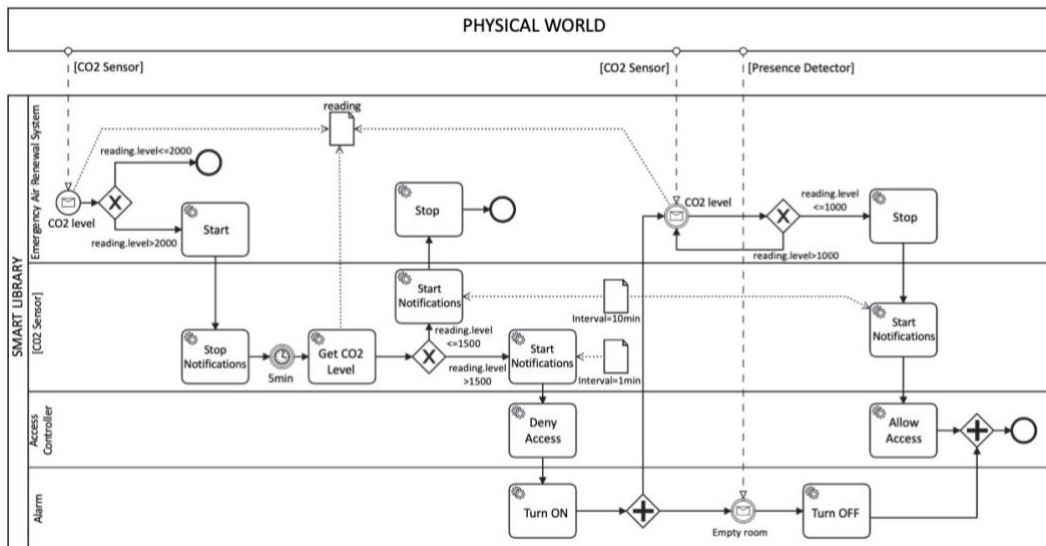 PHYSICAL WORLD
[CO2 Sensor]
[CO2 Sensor]
[Presence Detector]
SMART LIBRARY
Emergency Air Renewal System
reading
reading.level<=2000
CO2 level
reading.level>2000
Start
Stop
CO2 level
reading.level
<=1000
reading.level>1000
Stop
[C02 Sensor]
Stop
Notifications
5min
Get CO2
Level
Start
Notifications
reading.level
<=1500
reading.level
>1500
Start
Notifications
Interval=10min
Interval=1min
Start
Notifications
Access
Controller
Deny
Access
Allow
Access
Alarm
Turn ON
Empty room
Turn OFF